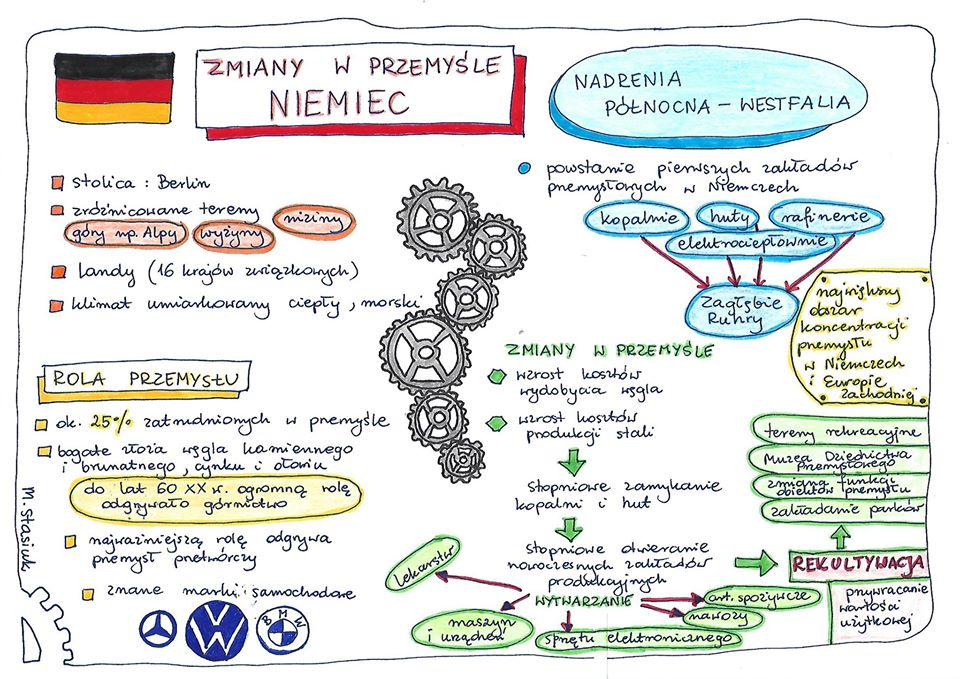 ZMIANY W PRZEMYŚLE
NIEMIEC
NADRENIA
PÓŁNOCNA - WESTFALIA
stolica : Berlin
zróżnicowane tereny
niziny
góry np. Alpy
wyżyny
landy (16 krajów związkowych)
klimat umiarkowany ciepły, morski
ROLA PRZEMYSŁU
ok. 25% zatrudnionych w przemyśle
bogate złoża węgla kamiennego
i brunatnego, cynku i ołowiu
do lat 60 XX w. ogromną rolę
odgrywało górnictwo
najważniejszą rolę odgrywa
przemysł przetwórczy
znane marki samochodowe
BMW
M. Stasiuk
powstanie pierwszych zakładów
przemysłowych w Niemczech
kopalnie
huty
rafinerie
elektrociepłownie
Zagłębie
Ruhry
największy
obszar
koncentracji
przemysłu
w Niemczech
i Europie
zachodniej
ZMIANY W PRZEMYŚLE
wzrost kosztów
wydobycia węgla
wzrost kosztów
produkcji stali
Stopniowe zamykanie
kopalni i hut
Stopniowe otwieranie
nowoczesnych zakładów
produkcyjnych
WYTWARZANIE
lekarstw
maszyn
i urządzeń
sprzętu elektronicznego
nawozy
art. spożywcze
REKULTYWACJA
przywracanie
wartości
użytkowej
tereny rekreacyjne
Muzea Dziednictwa
Przemysłowego
zmiana funkcji
obiektów przemysłu
zakładanie parków